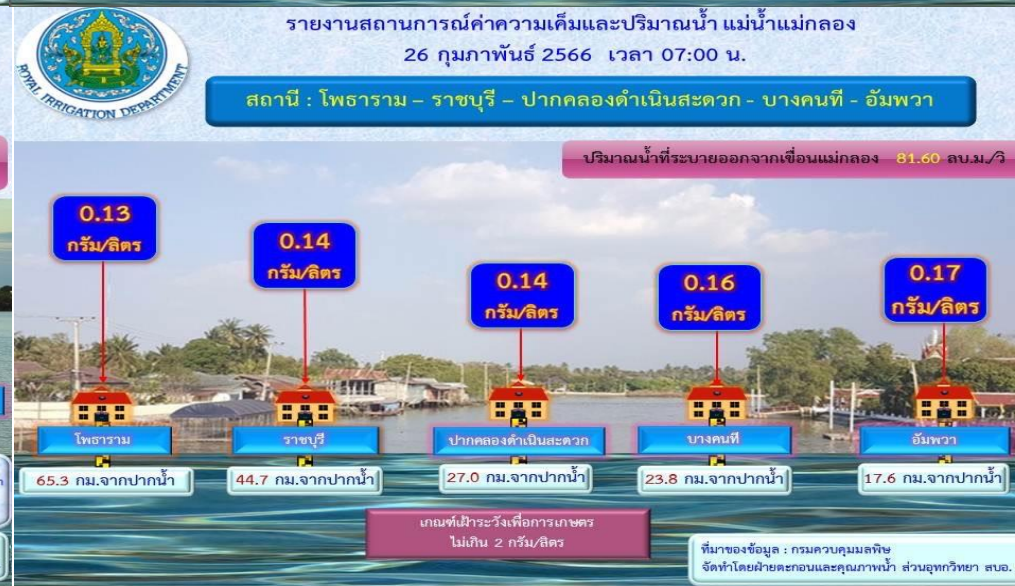 รายงานสถานการณ์ค่าความเค็มและปริมาณน้ำ แม่น้ำแม่กลอง
26 กุมภาพันธ์ 2566 เวลา 07:00 น.
ROYAL IRRIGATION DEPARTMENT
สถานี : โพธาราม – ราชบุรี – ปากคลองดำเนินสะดวก - บางคนที - อัมพวา
ปริมาณน้ำที่ระบายออกจากเขื่อนแม่กลอง 81.60 ลบ.ม./วิ
0.13
กรัม/ลิตร
0.14
กรัม/ลิตร
0.14
กรัม/ลิตร
0.16
กรัม/ลิตร
0.17
กรัม/ลิตร
โพธาราม
ราชบุรี
ปากคลองดำเนินสะดวก
บางคนที
อัมพวา
65.3 กม.จากปากน้ำ
44.7 กม.จากปากน้ำ
27.0 กม.จากปากน้ำ
23.8 กม.จากปากน้ำ
17.6 กม.จากปากน้ำ
เกณฑ์เฝ้าระวังเพื่อการเกษตร
ไม่เกิน 2 กรัม/ลิตร
ที่มาของข้อมูล : กรมควบคุมมลพิษ
จัดทำโดยฝ่ายตะกอนและคุณภาพน้ำ ส่วนอุทกวิทยา สบอ.